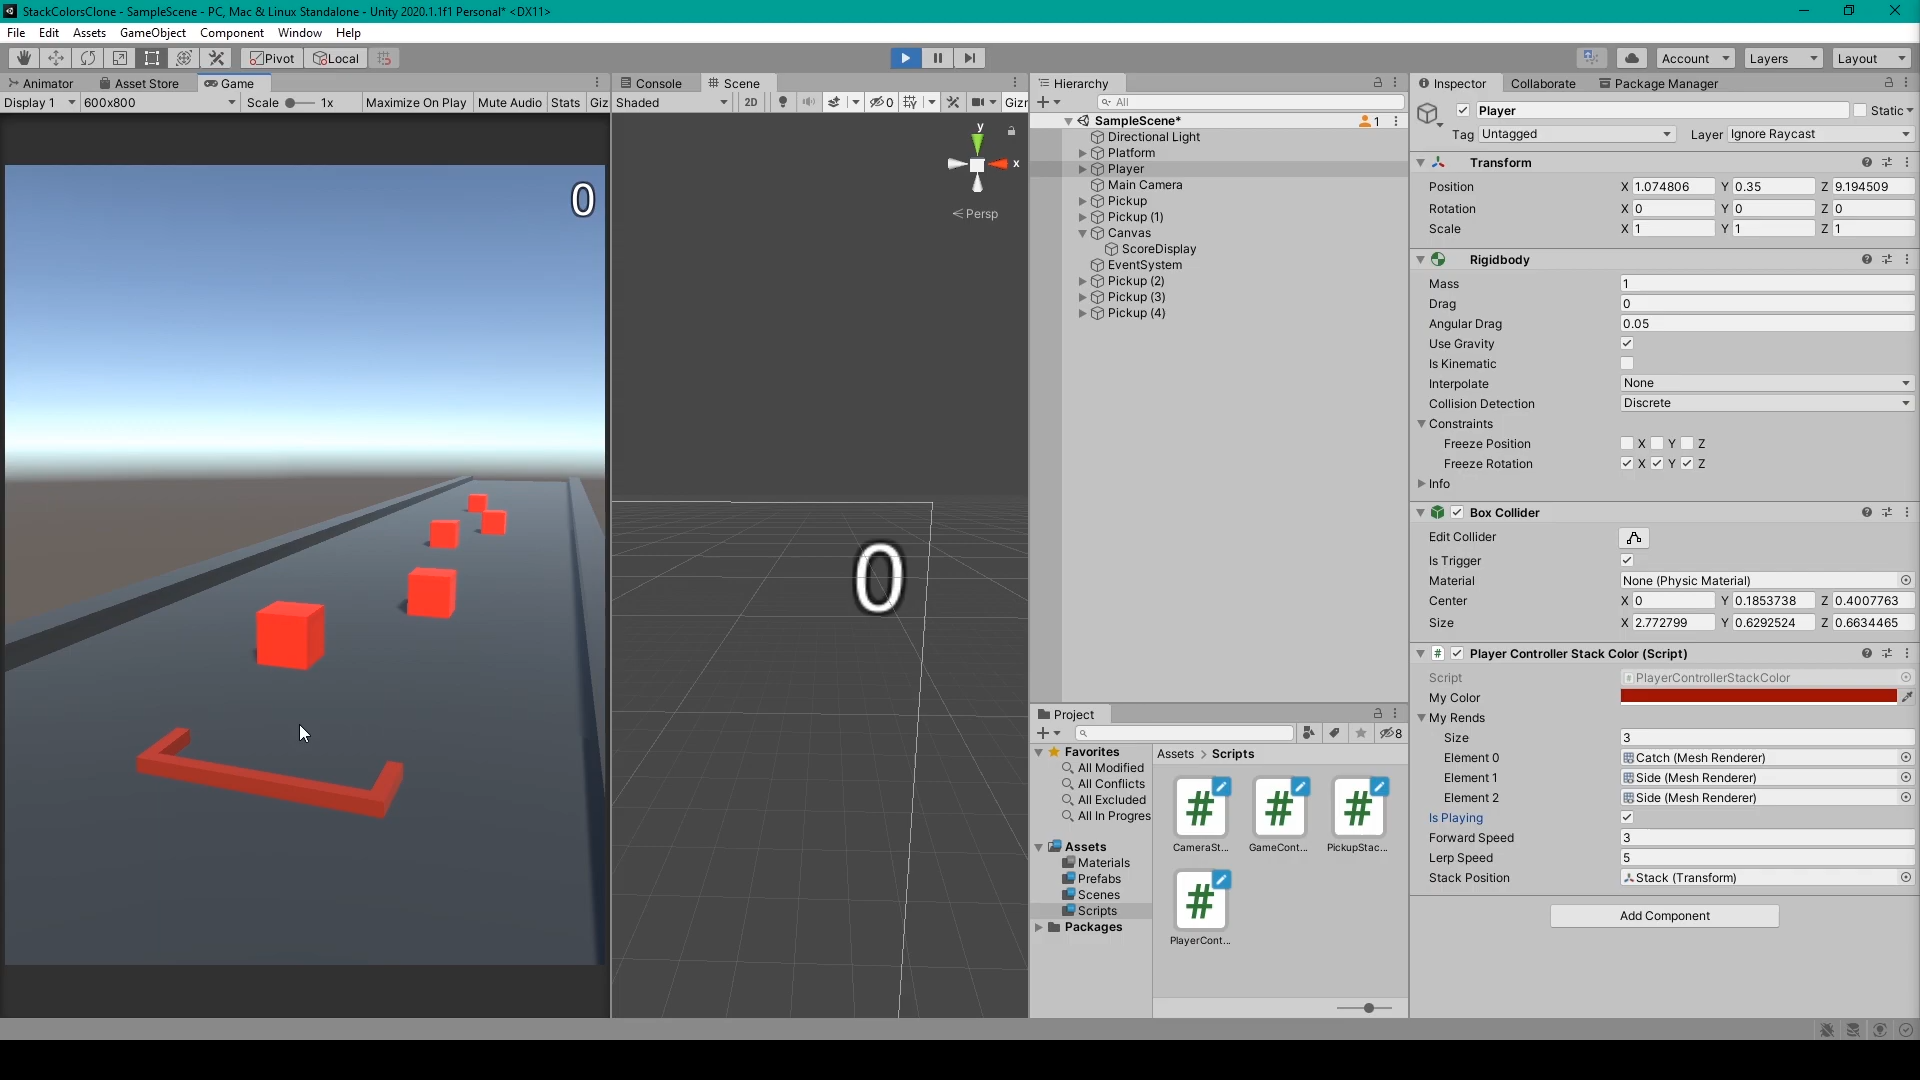 StackColorsClone - SampleScene - PC, Mac & Linux Standalone - Unity 2020.1.1f1 Personal* <DX11>
File Edit Assets GameObject Component Window Help
Pivot Local Account Layers Layout
Animator Asset Store Game
Display 1 600x800 Scale 1x Maximize On Play Mute Audio Stats Giz
0
Console Scene
Shaded 2D 0 Giz
y
x
Persp
0
Hierarchy
All
SampleScene* 1
Directional Light
Platform
Player
Main Camera
Pickup
Pickup (1)
Canvas
ScoreDisplay
EventSystem
Pickup (2)
Pickup (3)
Pickup (4)
Project
8
Favorites
All Modified
All Conflicts
All Excluded
All In Progres
Assets
Materials
Prefabs
Scenes
Scripts
Packages
Assets > Scripts
CameraSt... GameCont... PickupStac...
PlayerCont...
Inspector Collaborate Package Manager
Player Static
Tag Untagged Layer Ignore Raycast
Transform
Position X 1.074806 Y 0.35 Z 9.194509
Rotation X 0 Y 0 Z 0
Scale X 1 Y 1 Z 1
Rigidbody
Mass 1
Drag 0
Angular Drag 0.05
Use Gravity
Is Kinematic
Interpolate None
Collision Detection Discrete
Constraints
Freeze Position X Y Z
Freeze Rotation X Y Z
Info
Box Collider
Edit Collider
Is Trigger
Material None (Physic Material)
Center X 0 Y 0.1853738 Z 0.4007763
Size X 2.772799 Y 0.6292524 Z 0.6634465
# Player Controller Stack Color (Script)
Script PlayerControllerStackColor
My Color
My Rends
Size 3
Element 0 Catch (Mesh Renderer)
Element 1 Side (Mesh Renderer)
Element 2 Side (Mesh Renderer)
Is Playing
Forward Speed 3
Lerp Speed 5
Stack Position Stack (Transform)
Add Component